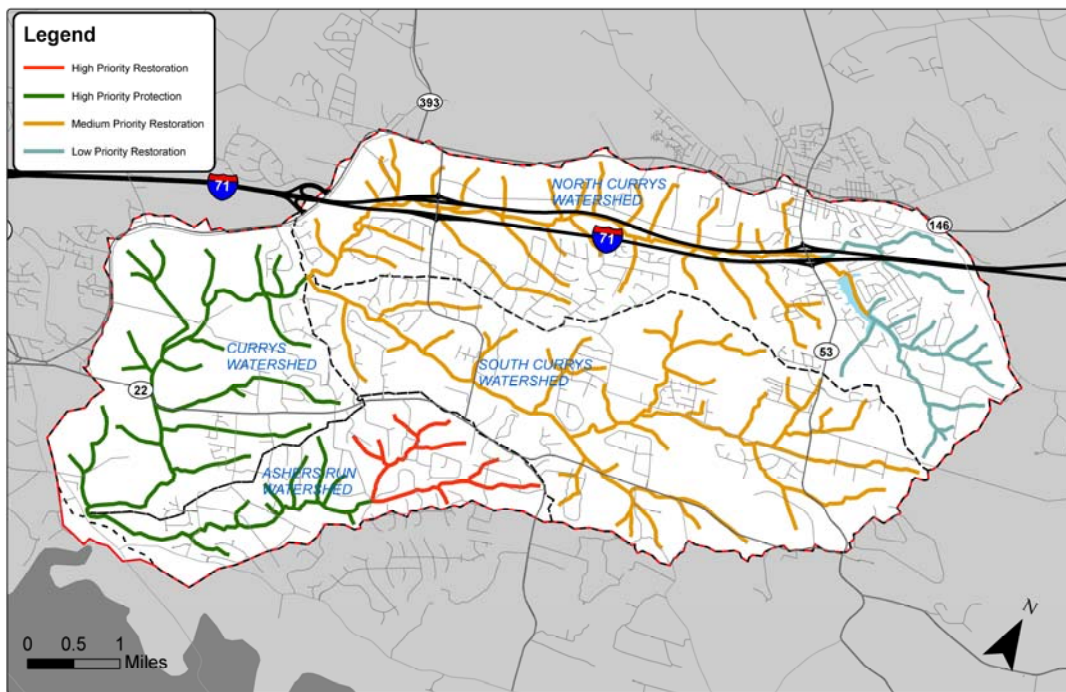 Legend
High Priority Restoration
High Priority Protection
Medium Priority Restoration
Low Priority Restoration
393
71
NORTH CURRYS
WATERSHED
146
71
CURRYS
WATERSHED
SOUTH CURRYS
WATERSHED
53
22
ASHERS RUN
WATERSHED
N
0 0.5 1
Miles